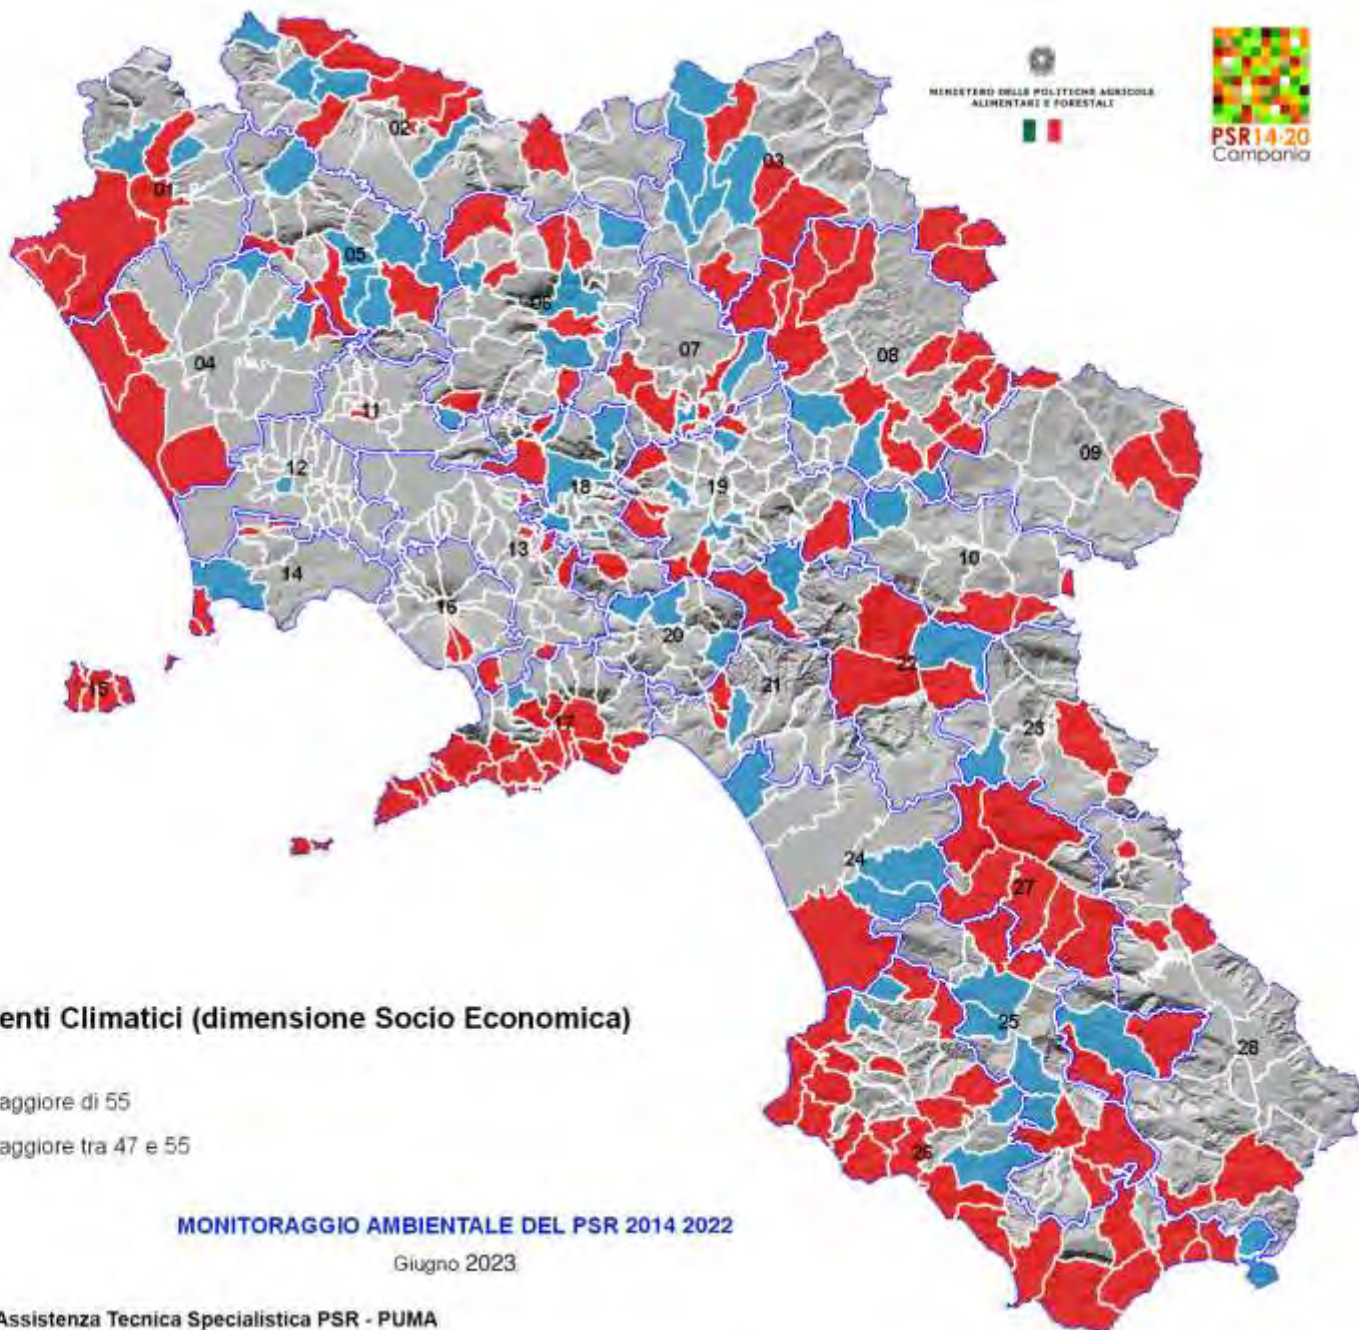 MINISTERO DELLE POLITICHE AGRICOLE
ALIMENTARI E FORESTALI
PSR14·20
Campania
02
03
01
05
06
07
04
08
11
09
12
18
19
13
10
14
16
20
22
21
15
17
23
24
27
25
28
26
enti Climatici (dimensione Socio Economica)
aggiore di 55
aggiore tra 47 e 55
MONITORAGGIO AMBIENTALE DEL PSR 2014 2022
Giugno 2023
Assistenza Tecnica Specialistica PSR - PUMA